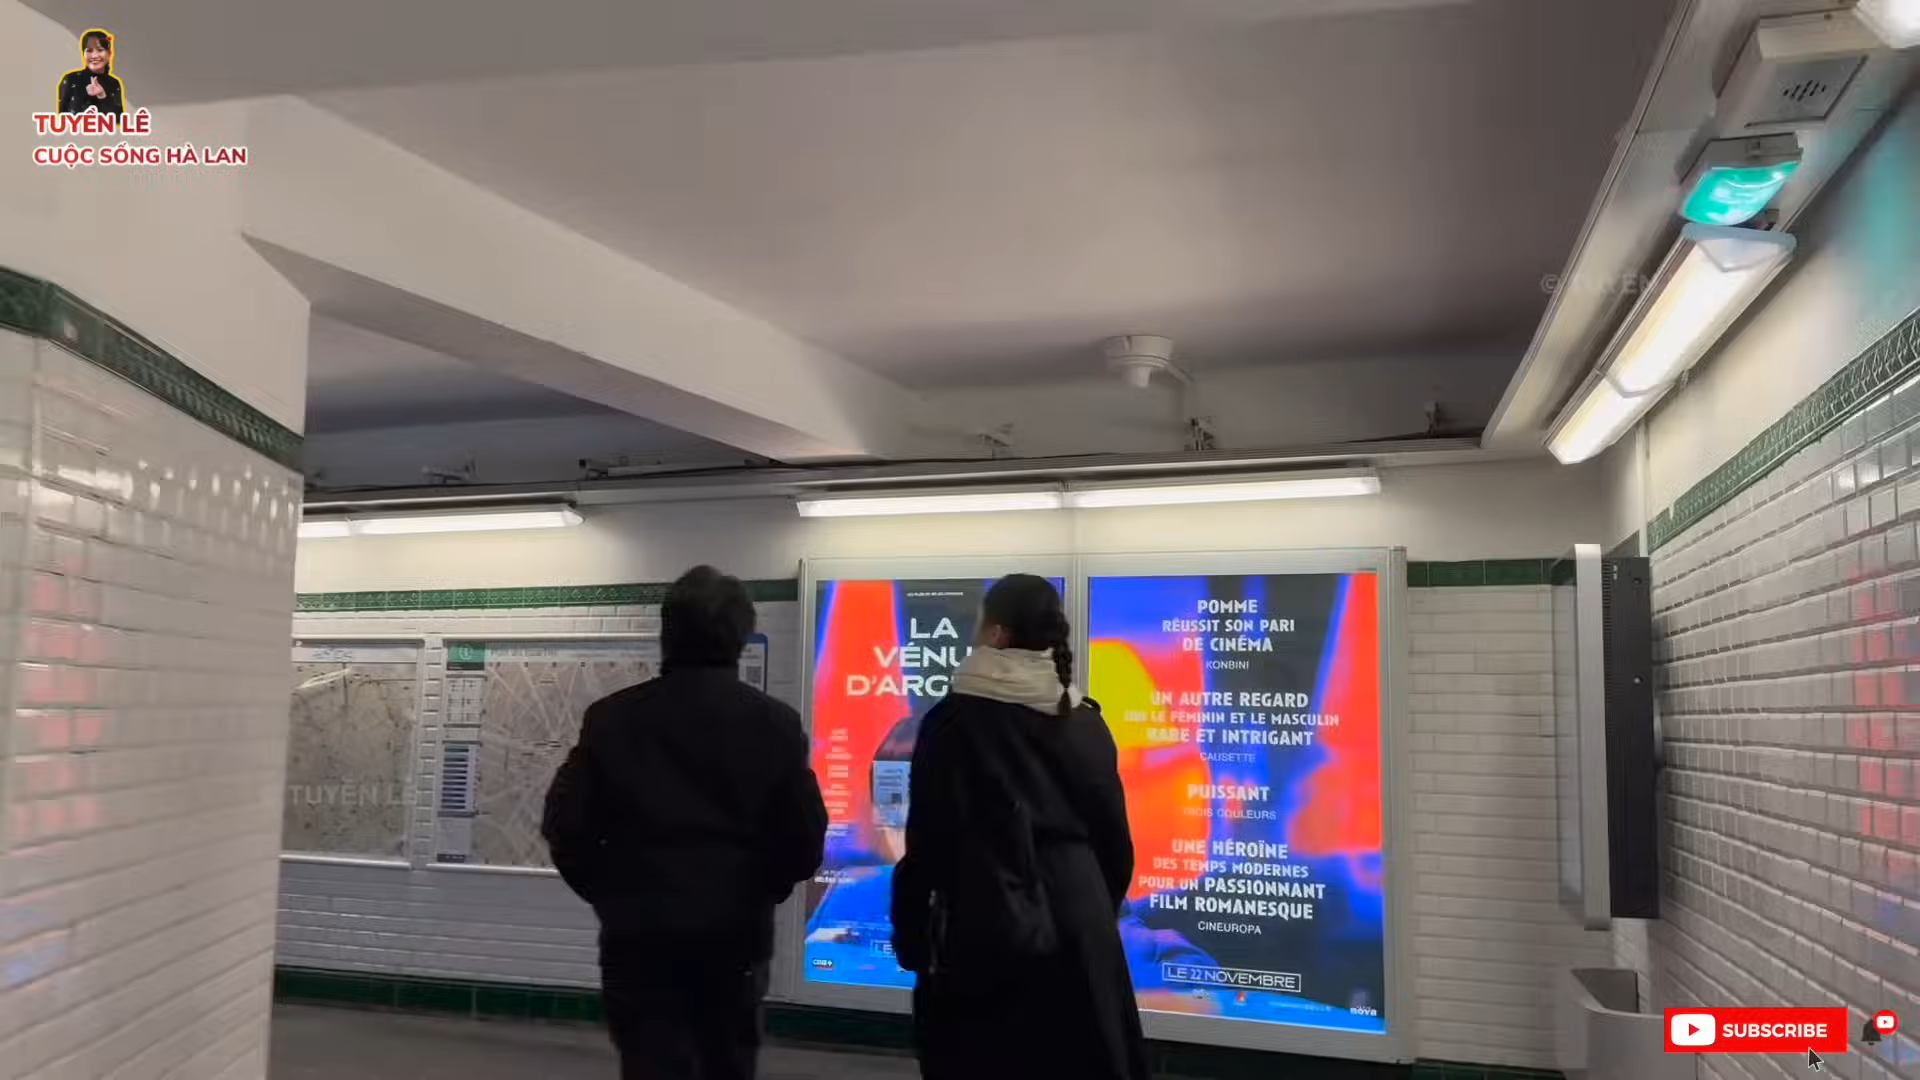 TUYỀN LÊ
CUỘC SỐNG HÀ LAN
LA
VÉNU
D'ARG
POMME
RÉUSSIT SON PARI
DE CINÉMA
KONBINI
UN AUTRE REGARD
SUR LE FÉMININ ET LE MASCULIN
RARE ET INTRIGANT
CAUSETTE
PUISSANT
TROIS COULEURS
UNE HÉROÏNE
DES TEMPS MODERNES
POUR UN PASSIONNANT
FILM ROMANESQUE
CINEUROPA
LE 22 NOVEMBRE
nova
TUYEN LE
SUBSCRIBE